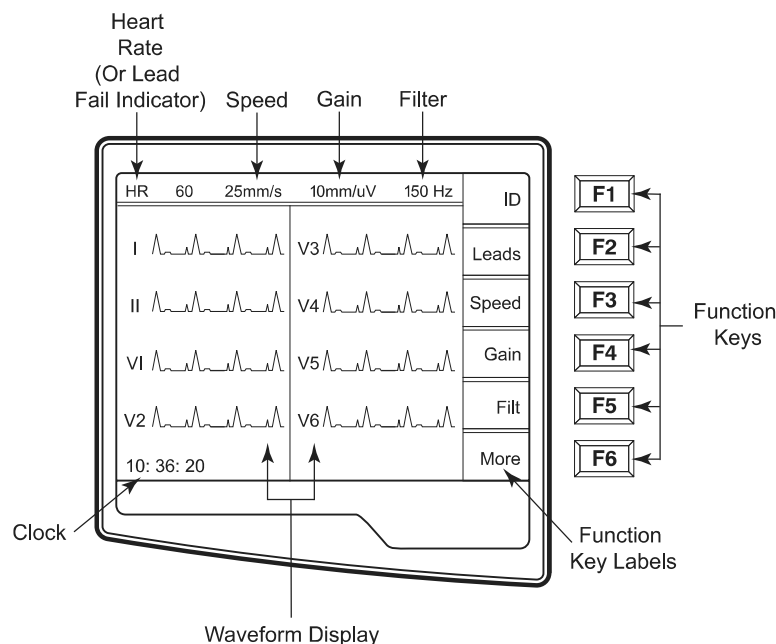 Heart
Rate
(Or Lead
Fail Indicator)
Speed
Gain
Filter
HR 60 25mm/s 10mm/uV 150 Hz
ID
Leads
Speed
Gain
Filt
More
I
II
VI
V2
V3
V4
V5
V6
10: 36: 20
F1
F2
F3
F4
F5
F6
Function
Keys
Clock
Function
Key Labels
Waveform Display